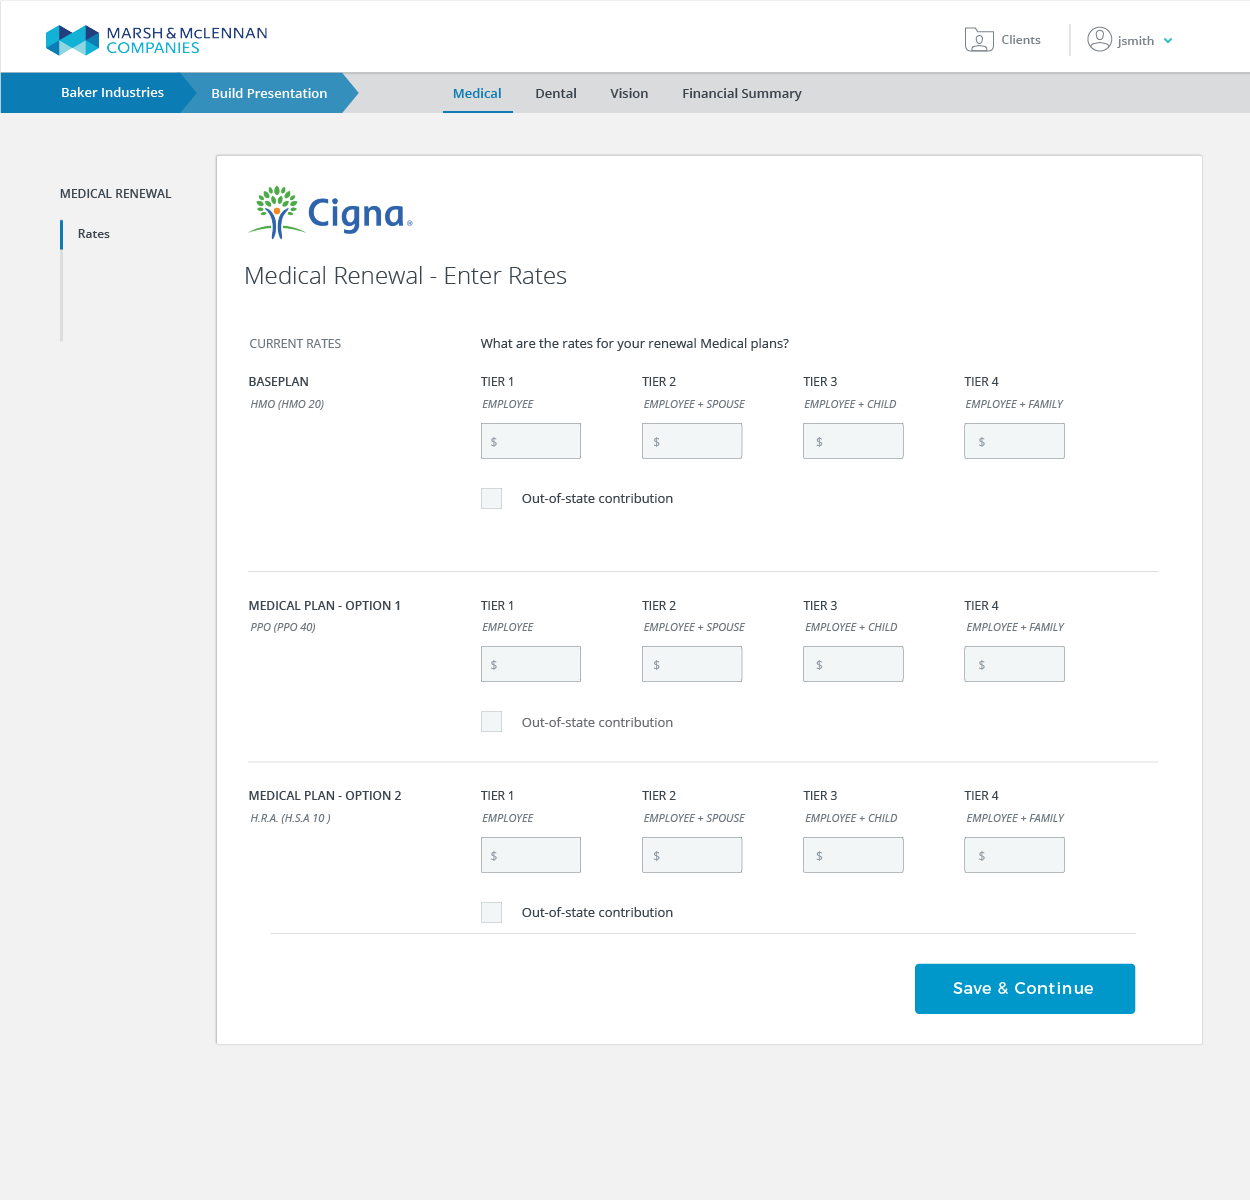 MARSH & McLENNAN
COMPANIES
Clients
jsmith
Baker Industries
Build Presentation
Medical
Dental
Vision
Financial Summary
MEDICAL RENEWAL
Rates
Cigna®
Medical Renewal - Enter Rates
CURRENT RATES
What are the rates for your renewal Medical plans?
BASEPLAN
TIER 1
TIER 2
TIER 3
TIER 4
HMO (HMO 20)
EMPLOYEE
EMPLOYEE + SPOUSE
EMPLOYEE + CHILD
EMPLOYEE + FAMILY
$
$
$
$
Out-of-state contribution
MEDICAL PLAN - OPTION 1
TIER 1
TIER 2
TIER 3
TIER 4
PPO (PPO 40)
EMPLOYEE
EMPLOYEE + SPOUSE
EMPLOYEE + CHILD
EMPLOYEE + FAMILY
$
$
$
$
Out-of-state contribution
MEDICAL PLAN - OPTION 2
TIER 1
TIER 2
TIER 3
TIER 4
H.R.A. (H.S.A 10 )
EMPLOYEE
EMPLOYEE + SPOUSE
EMPLOYEE + CHILD
EMPLOYEE + FAMILY
$
$
$
$
Out-of-state contribution
Save & Continue